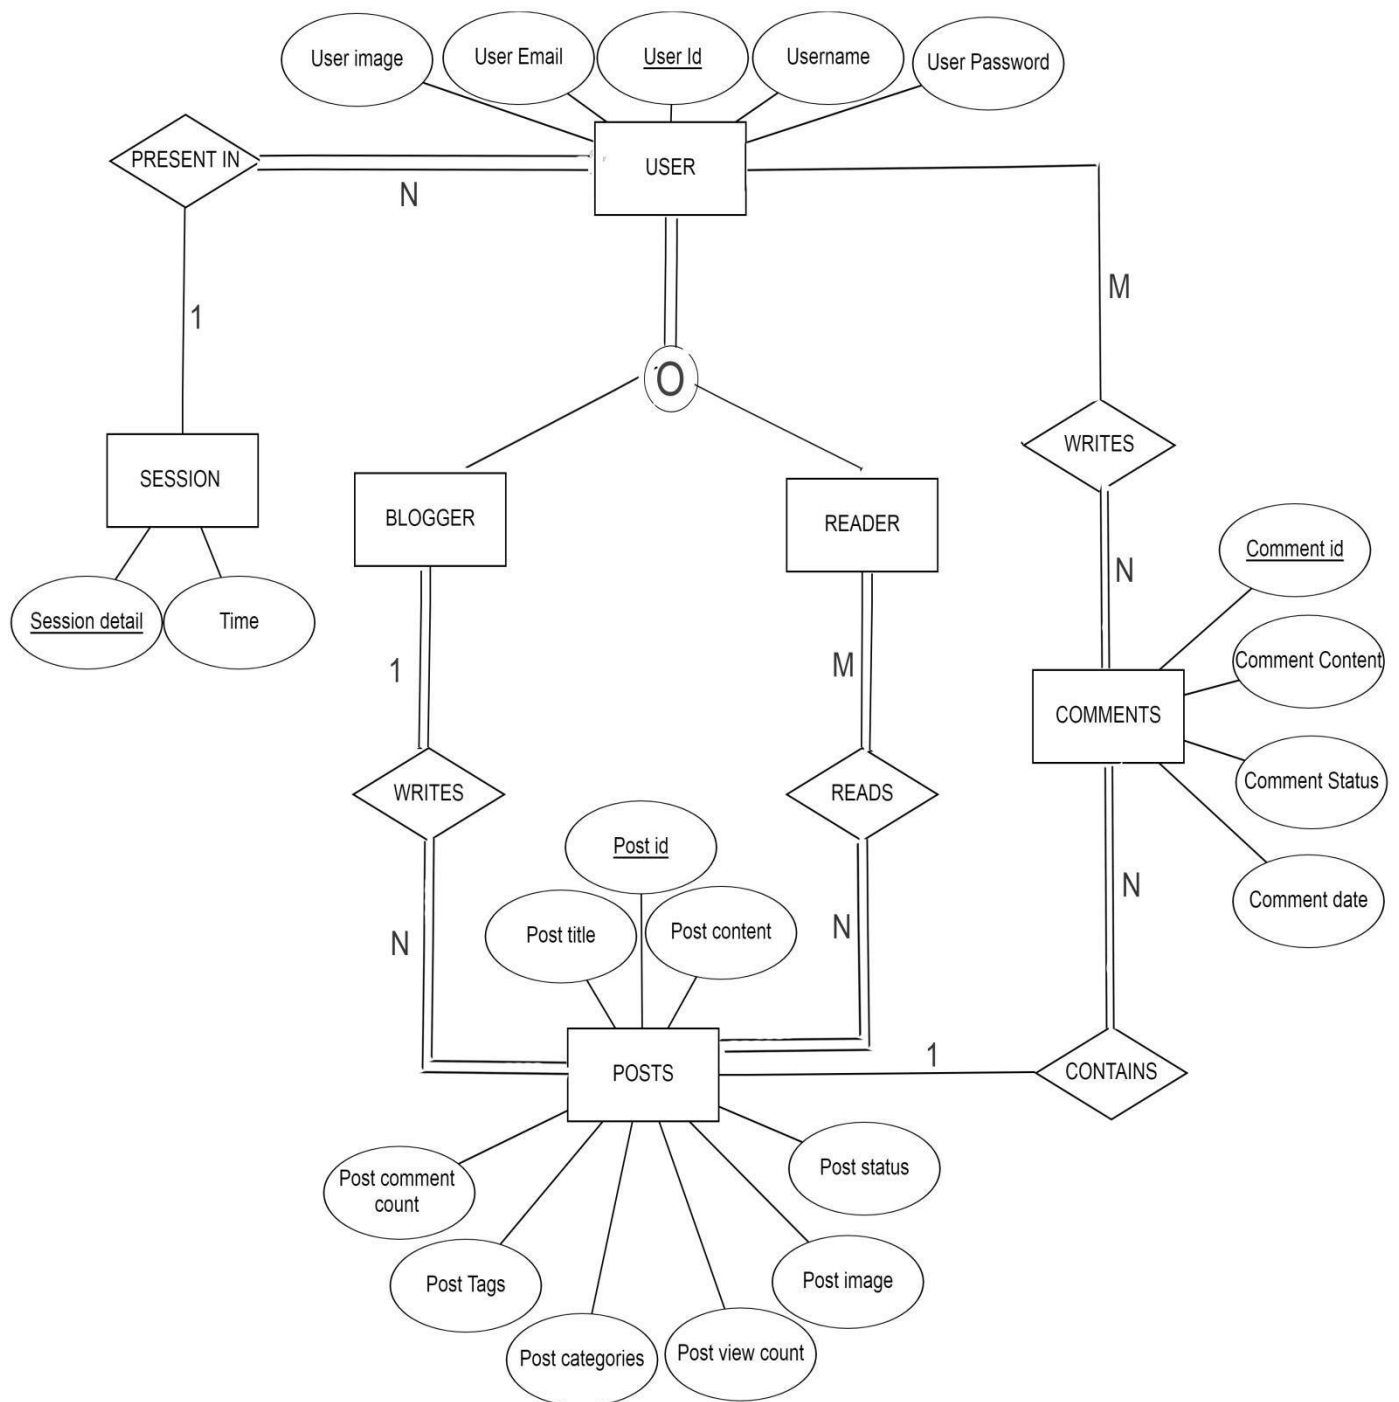 User image
User Email
User Id
Username
User Password
PRESENT IN
USER
N
M
1
O
WRITES
SESSION
BLOGGER
READER
Comment id
N
Session detail
Time
Comment Content
1
M
COMMENTS
WRITES
READS
Comment Status
Post id
N
Comment date
Post title
Post content
N
N
POSTS
1
CONTAINS
Post comment
count
Post status
Post Tags
Post image
Post categories
Post view count